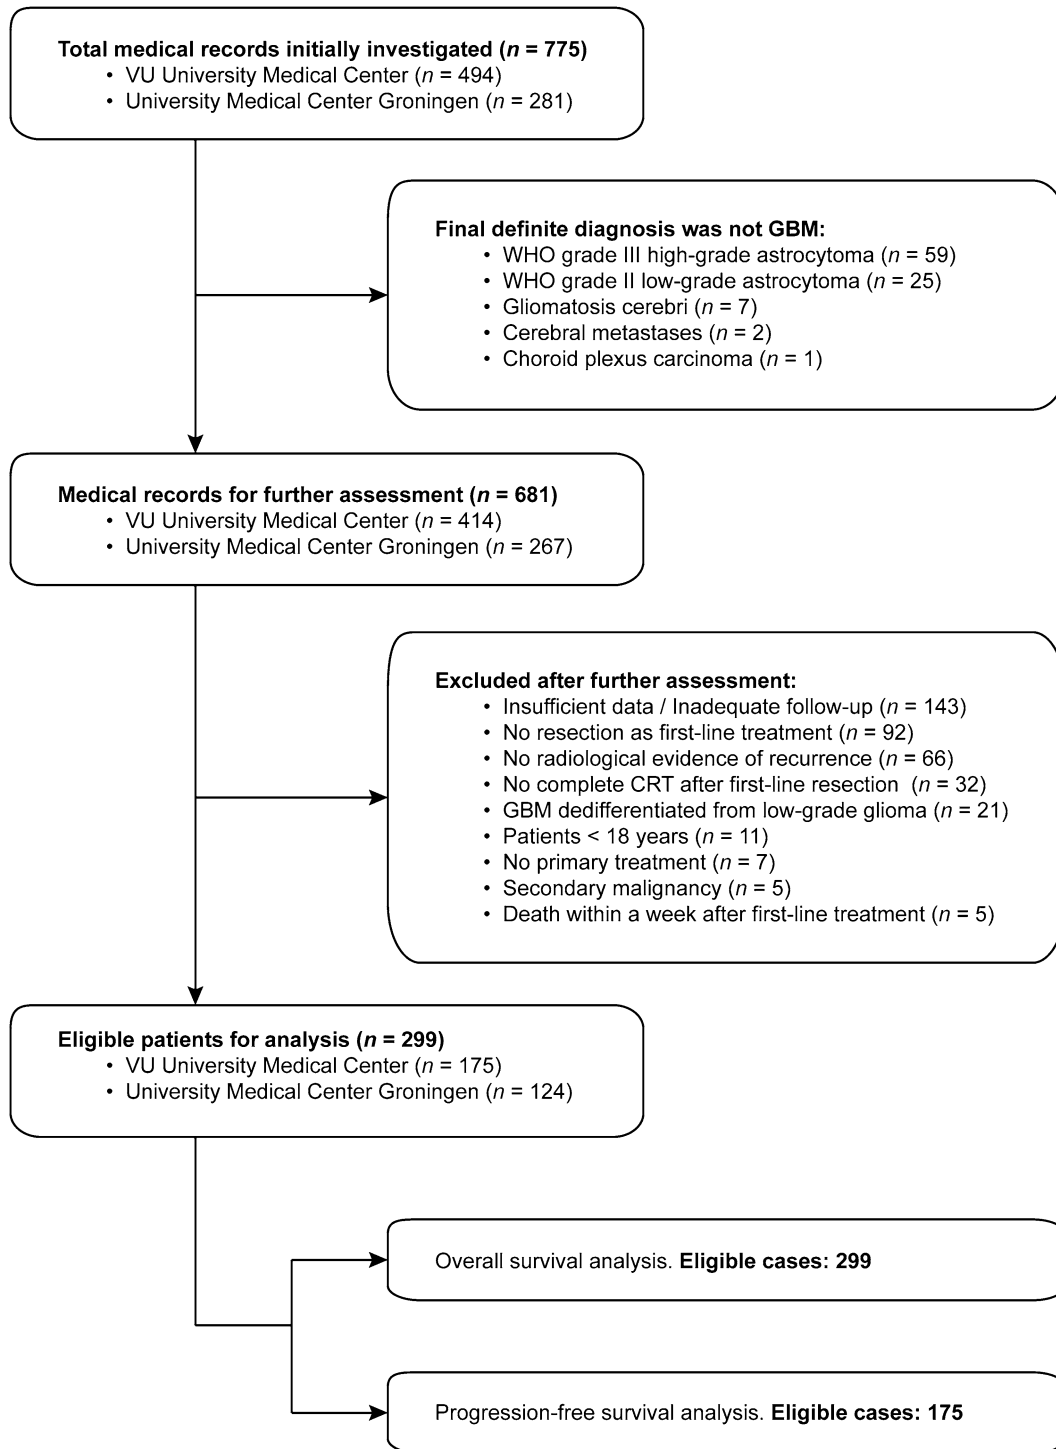 Total medical records initially investigated (n = 775)
• VU University Medical Center (n = 494)
• University Medical Center Groningen (n = 281)
Final definite diagnosis was not GBM:
• WHO grade III high-grade astrocytoma (n = 59)
• WHO grade II low-grade astrocytoma (n = 25)
• Gliomatosis cerebri (n = 7)
• Cerebral metastases (n = 2)
• Choroid plexus carcinoma (n = 1)
Medical records for further assessment (n = 681)
• VU University Medical Center (n = 414)
• University Medical Center Groningen (n = 267)
Excluded after further assessment:
• Insufficient data / Inadequate follow-up (n = 143)
• No resection as first-line treatment (n = 92)
• No radiological evidence of recurrence (n = 66)
• No complete CRT after first-line resection (n = 32)
• GBM dedifferentiated from low-grade glioma (n = 21)
• Patients < 18 years (n = 11)
• No primary treatment (n = 7)
• Secondary malignancy (n = 5)
• Death within a week after first-line treatment (n = 5)
Eligible patients for analysis (n = 299)
• VU University Medical Center (n = 175)
• University Medical Center Groningen (n = 124)
Overall survival analysis. Eligible cases: 299
Progression-free survival analysis. Eligible cases: 175